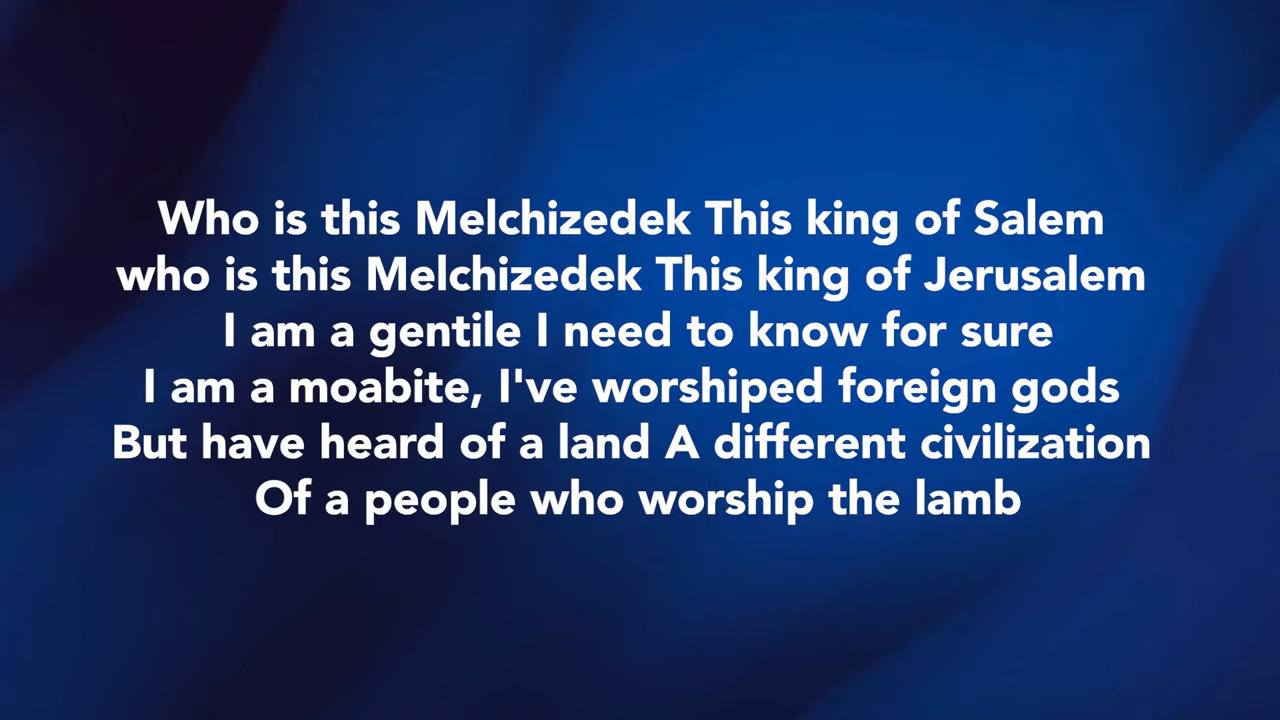 Who is this Melchizedek This king of Salem
who is this Melchizedek This king of Jerusalem
I am a gentile I need to know for sure
I am a moabite, I've worshiped foreign gods
But have heard of a land A different civilization
Of a people who worship the lamb